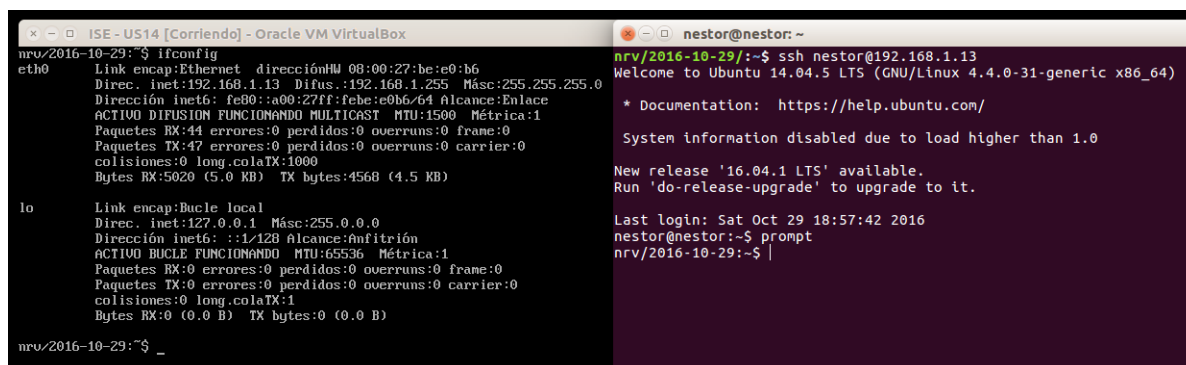 ISE - US14 [Corriendo] - Oracle VM VirtualBox
nrv/2016-10-29:~$ ifconfig
eth0 Link encap:Ethernet direcciónHW 08:00:27:be:e0:b6
Direc. inet:192.168.1.13 Difus.:192.168.1.255 Másc:255.255.255.0
Dirección inet6: fe80::a00:27ff:febe:e0b6/64 Alcance:Enlace
ACTIVO DIFUSION FUNCIONANDO MULTICAST MTU:1500 Métrica:1
Paquetes RX:44 errores:0 perdidos:0 overruns:0 frame:0
Paquetes TX:47 errores:0 perdidos:0 overruns:0 carrier:0
colisiones:0 long.colaTX:1000
Bytes RX:5020 (5.0 KB) TX bytes:4568 (4.5 KB)
lo Link encap:Bucle local
Direc. inet:127.0.0.1 Másc:255.0.0.0
Dirección inet6: ::1/128 Alcance:Anfitrión
ACTIVO BUCLE FUNCIONANDO MTU:65536 Métrica:1
Paquetes RX:0 errores:0 perdidos:0 overruns:0 frame:0
Paquetes TX:0 errores:0 perdidos:0 overruns:0 carrier:0
colisiones:0 long.colaTX:1
Bytes RX:0 (0.0 B) TX bytes:0 (0.0 B)
nrv/2016-10-29:~$ _
nestor@nestor: ~
nrv/2016-10-29/:~$ ssh nestor@192.168.1.13
Welcome to Ubuntu 14.04.5 LTS (GNU/Linux 4.4.0-31-generic x86_64)
* Documentation: https://help.ubuntu.com/
System information disabled due to load higher than 1.0
New release '16.04.1 LTS' available.
Run 'do-release-upgrade' to upgrade to it.
Last login: Sat Oct 29 18:57:42 2016
nestor@nestor:~$ prompt
nrv/2016-10-29:~$